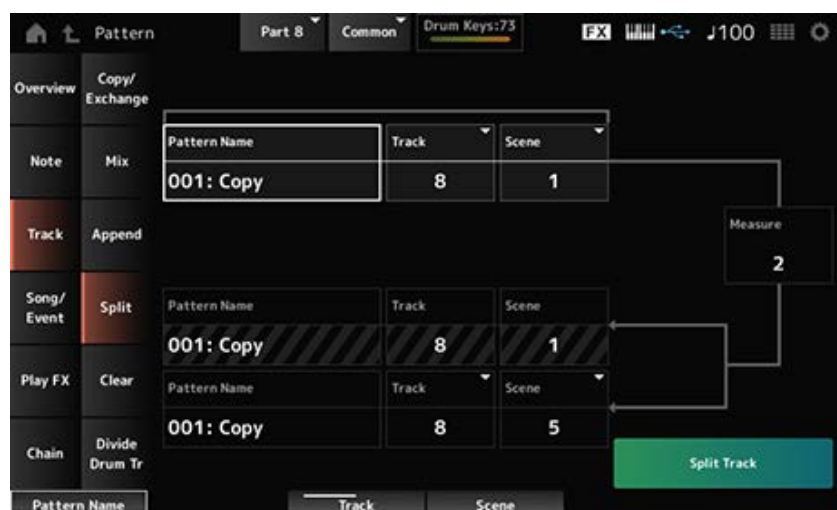 Pattern
Part 8
Common
Drum Keys:73
FX
♩100
Overview
Copy/
Exchange
Note
Mix
Track
Append
Song/
Event
Split
Play FX
Clear
Chain
Divide
Drum Tr
Pattern Name
Track
Scene
001: Copy
8
1
Measure
2
Pattern Name
Track
Scene
001: Copy
8
1
Pattern Name
Track
Scene
001: Copy
8
5
Split Track
Pattern Name
Track
Scene